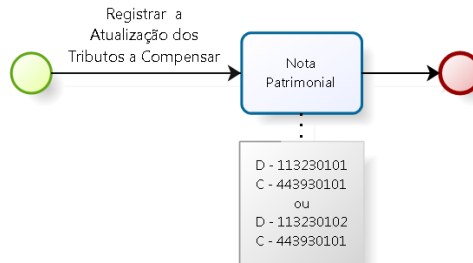 Registrar a
Atualização dos
Tributos a Compensar
Nota
Patrimonial
D - 113230101
C - 443930101
ou
D - 113230102
C - 443930101